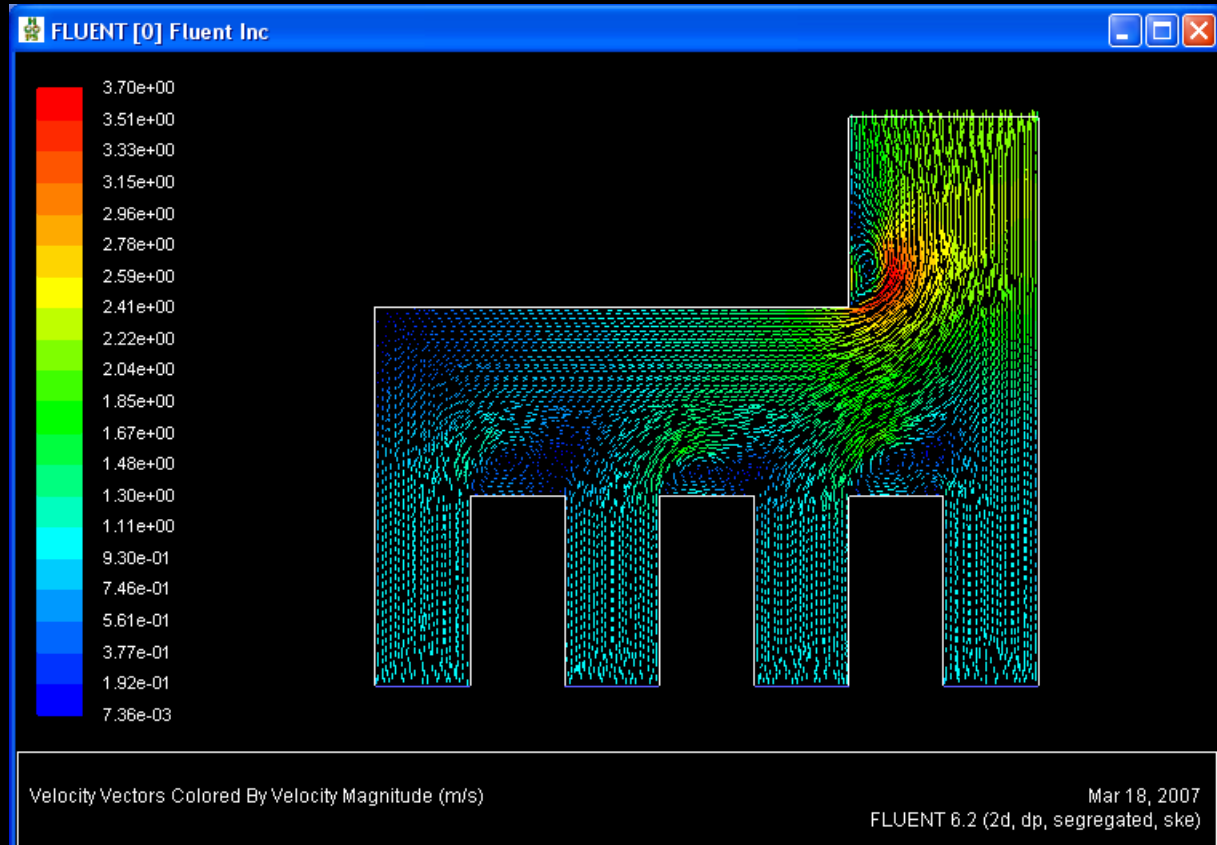 FLUENT [0] Fluent Inc
3.70e+00
3.51e+00
3.33e+00
3.15e+00
2.96e+00
2.78e+00
2.59e+00
2.41e+00
2.22e+00
2.04e+00
1.85e+00
1.67e+00
1.48e+00
1.30e+00
1.11e+00
9.30e-01
7.46e-01
5.61e-01
3.77e-01
1.92e-01
7.36e-03
Velocity Vectors Colored By Velocity Magnitude (m/s)
Mar 18, 2007
FLUENT 6.2 (2d, dp, segregated, ske)